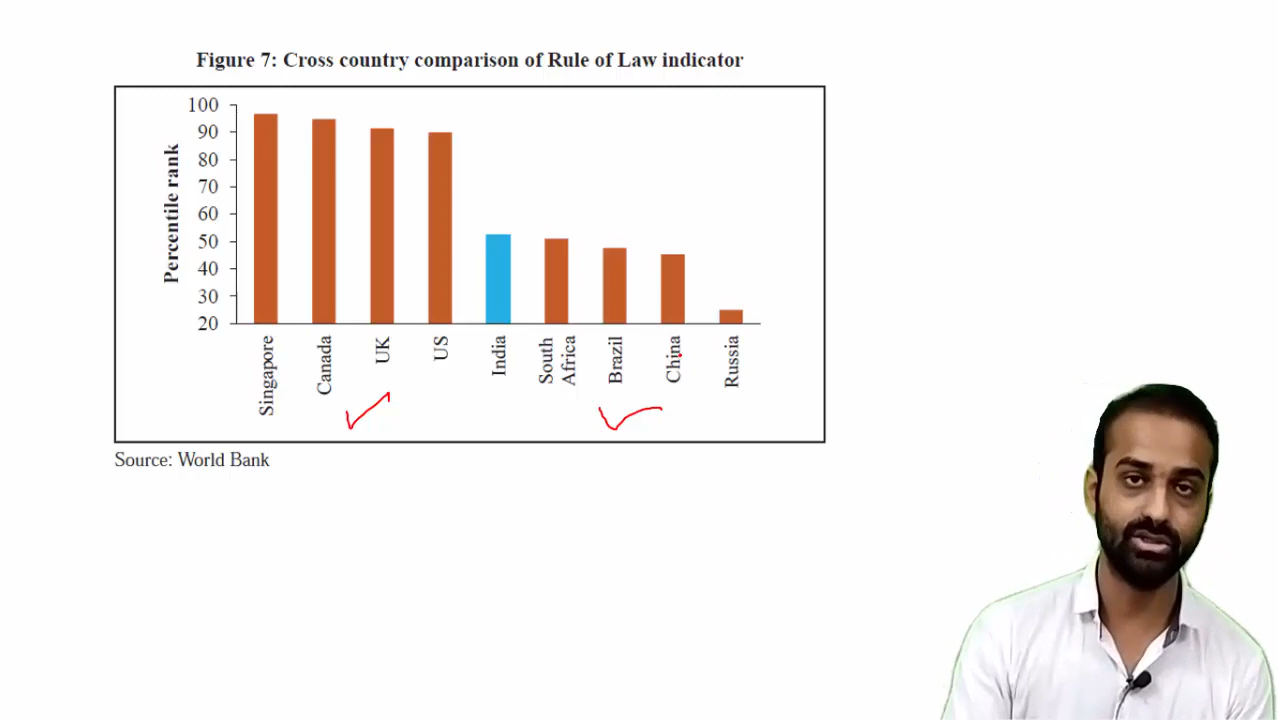 Figure 7: Cross country comparison of Rule of Law indicator
Percentile rank
100
90
80
70
60
50
40
30
20
Singapore
Canada
UK
US
India
South
Africa
Brazil
China
Russia
Source: World Bank